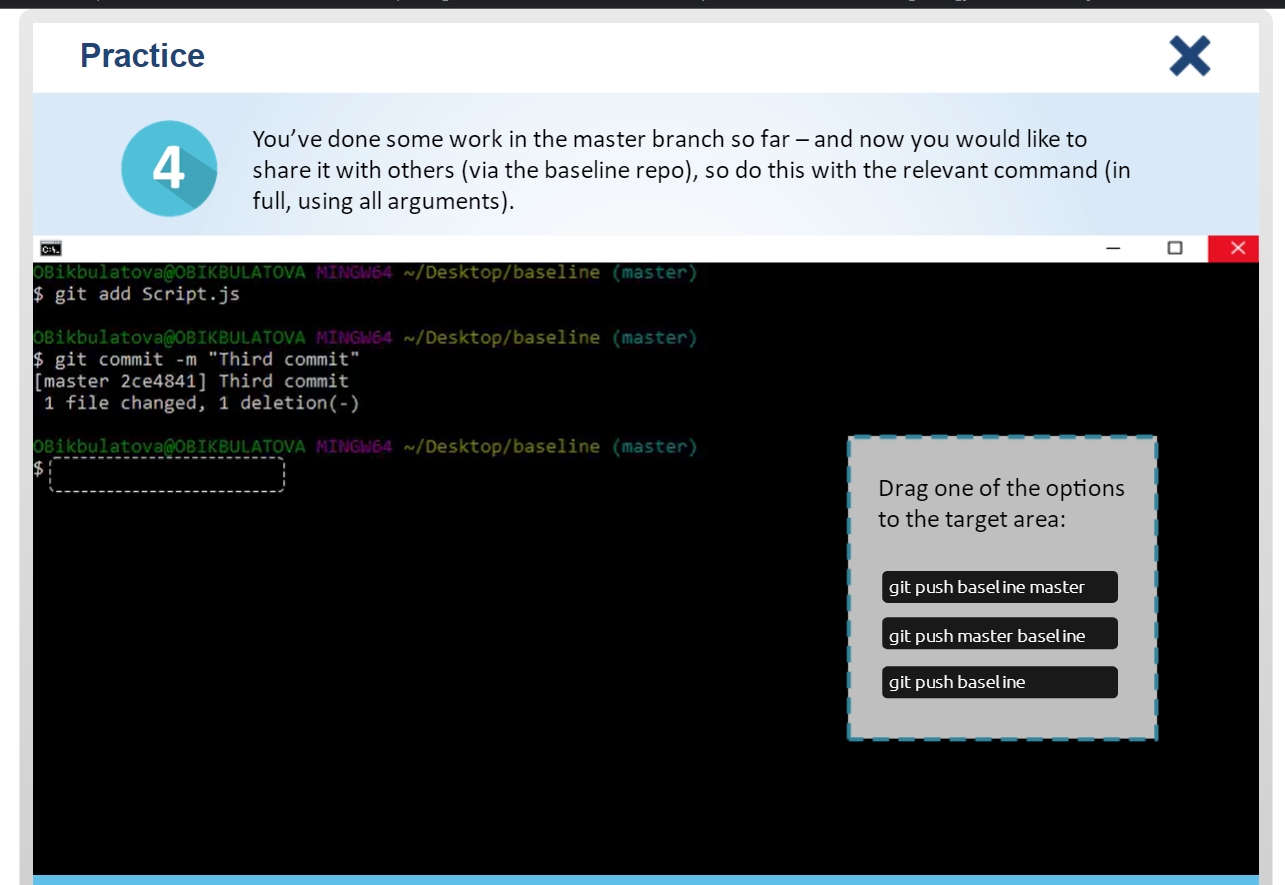 Practice
4
You’ve done some work in the master branch so far – and now you would like to
share it with others (via the baseline repo), so do this with the relevant command (in
full, using all arguments).
C:\.
OBikbulatova@OBIKBULATOVA MINGW64 ~/Desktop/baseline (master)
$ git add Script.js
OBikbulatova@OBIKBULATOVA MINGW64 ~/Desktop/baseline (master)
$ git commit -m "Third commit"
[master 2ce4841] Third commit
1 file changed, 1 deletion(-)
OBikbulatova@OBIKBULATOVA MINGW64 ~/Desktop/baseline (master)
$
Drag one of the options
to the target area:
git push baseline master
git push master baseline
git push baseline